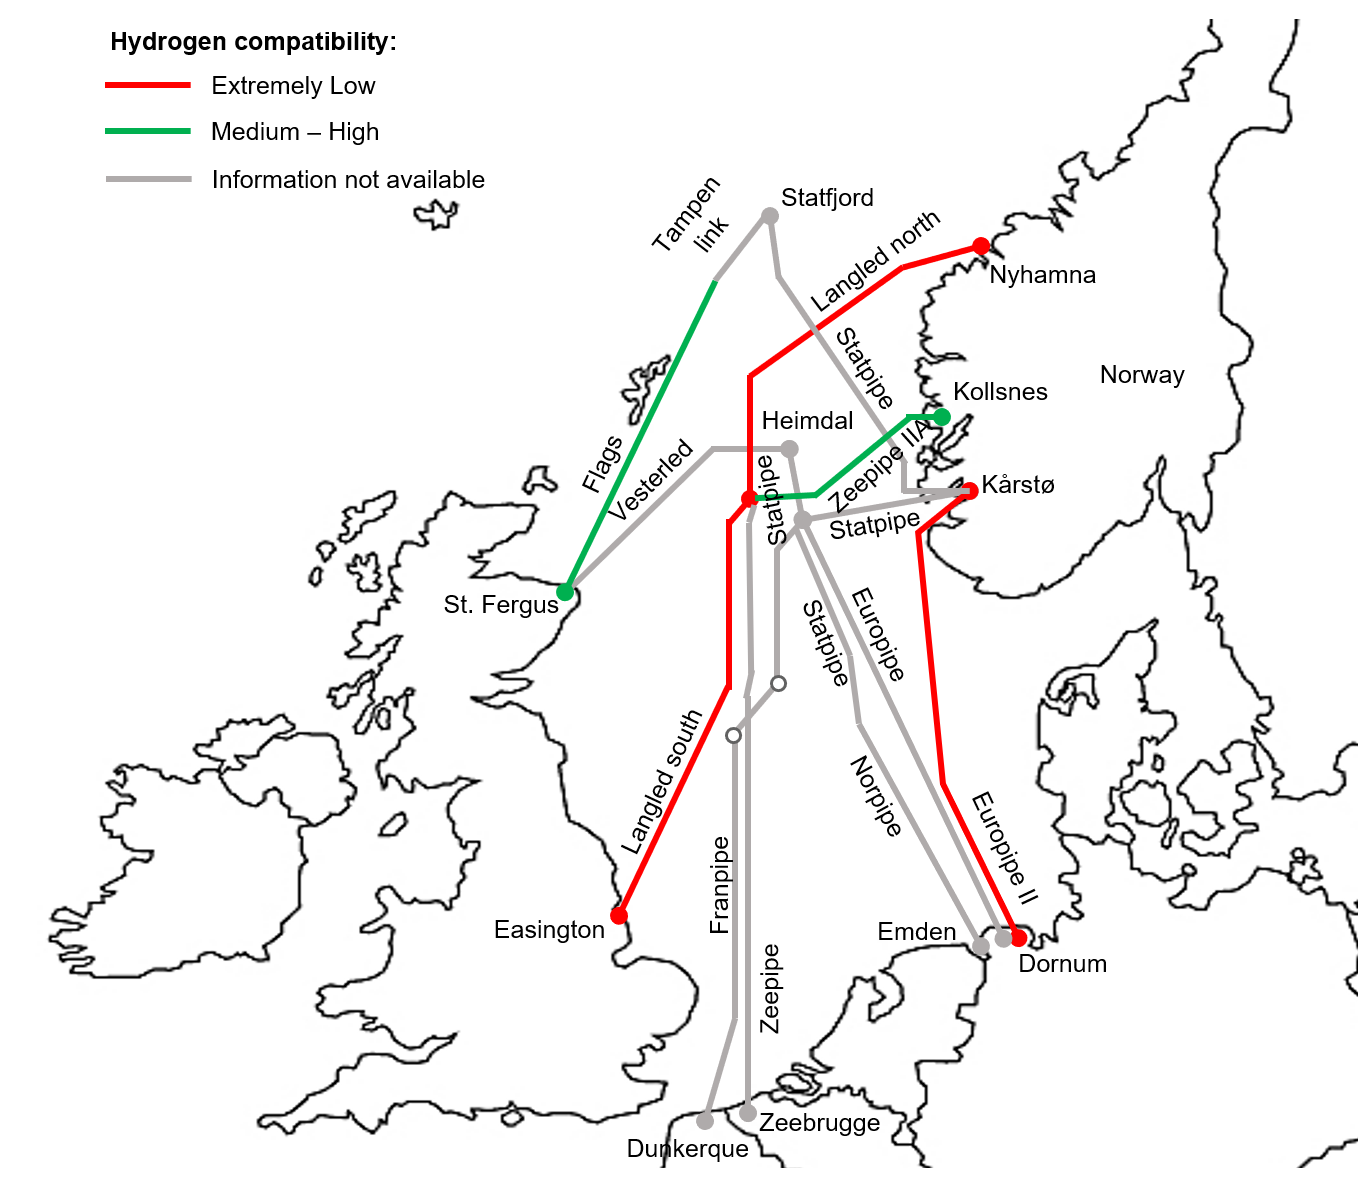 Hydrogen compatibility:
Extremely Low
Medium – High
Information not available
Tampen
link
Statfjord
Langled north
Nyhamna
Statpipe
Norway
Kollsnes
Heimdal
Flags
Vesterled
Statpipe
Zeepipe IIA
Kårstø
Statpipe
St. Fergus
Statpipe
Europipe
Langled south
Norpipe
Europipe II
Franpipe
Easington
Emden
Dornum
Zeepipe
Zeebrugge
Dunkerque